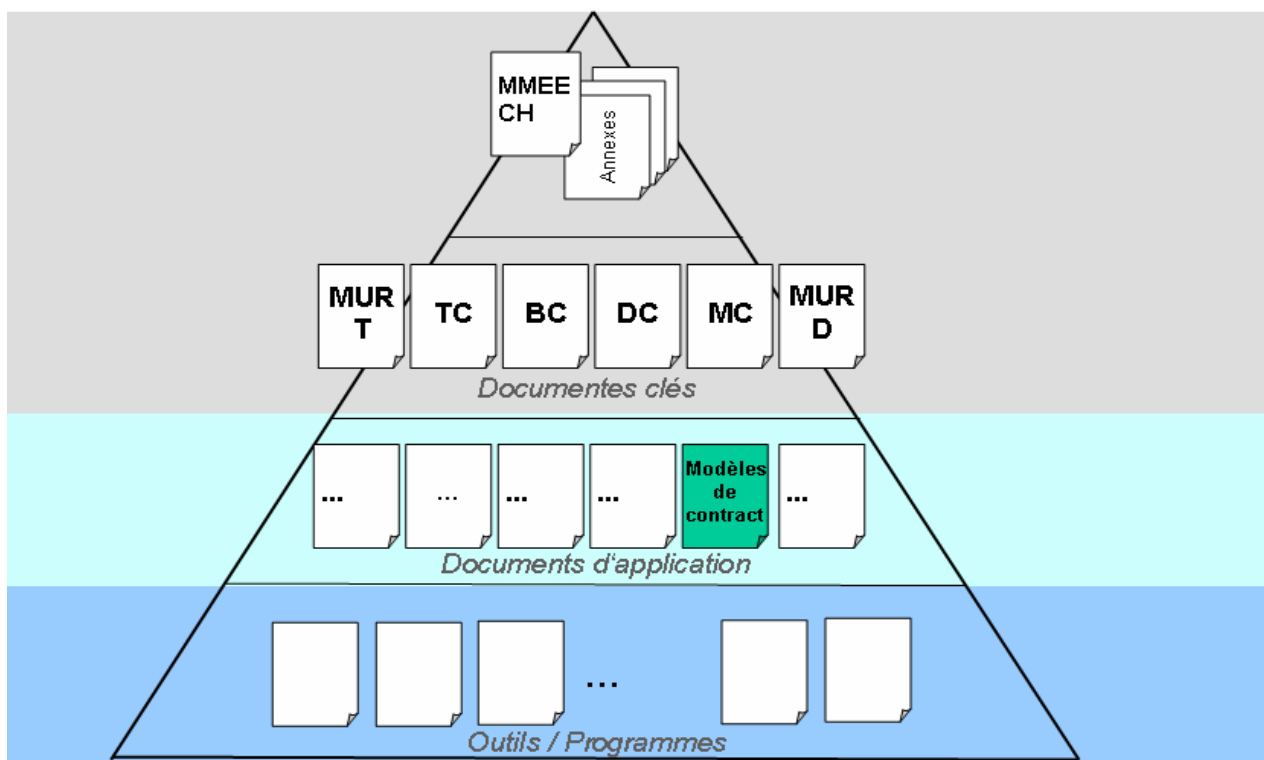 MMEE
CH
Annexes
MUR
T
TC
BC
DC
MC
MUR
D
Documentes clés
...
...
...
...
Modèles
de
contract
...
Documents d'application
...
Outils / Programmes